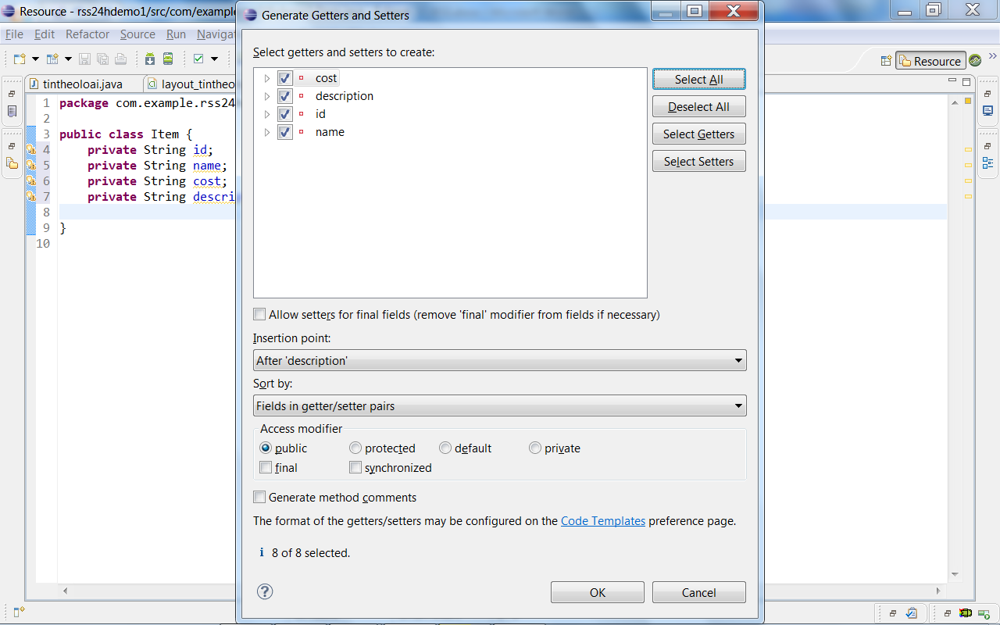 Resource - rss24hdemo1/src/com/example
File Edit Refactor Source Run Navigat
Resource
tintheoloai.java
layout_tintheo
1 package com.example.rss24
2
3 public class Item {
4 private String id;
5 private String name;
6 private String cost;
7 private String descri
8
9 }
10
Generate Getters and Setters
Select getters and setters to create:
cost
description
id
name
Select All
Deselect All
Select Getters
Select Setters
Allow setters for final fields (remove 'final' modifier from fields if necessary)
Insertion point:
After 'description'
Sort by:
Fields in getter/setter pairs
Access modifier
public protected default private
final synchronized
Generate method comments
The format of the getters/setters may be configured on the Code Templates preference page.
8 of 8 selected.
OK Cancel